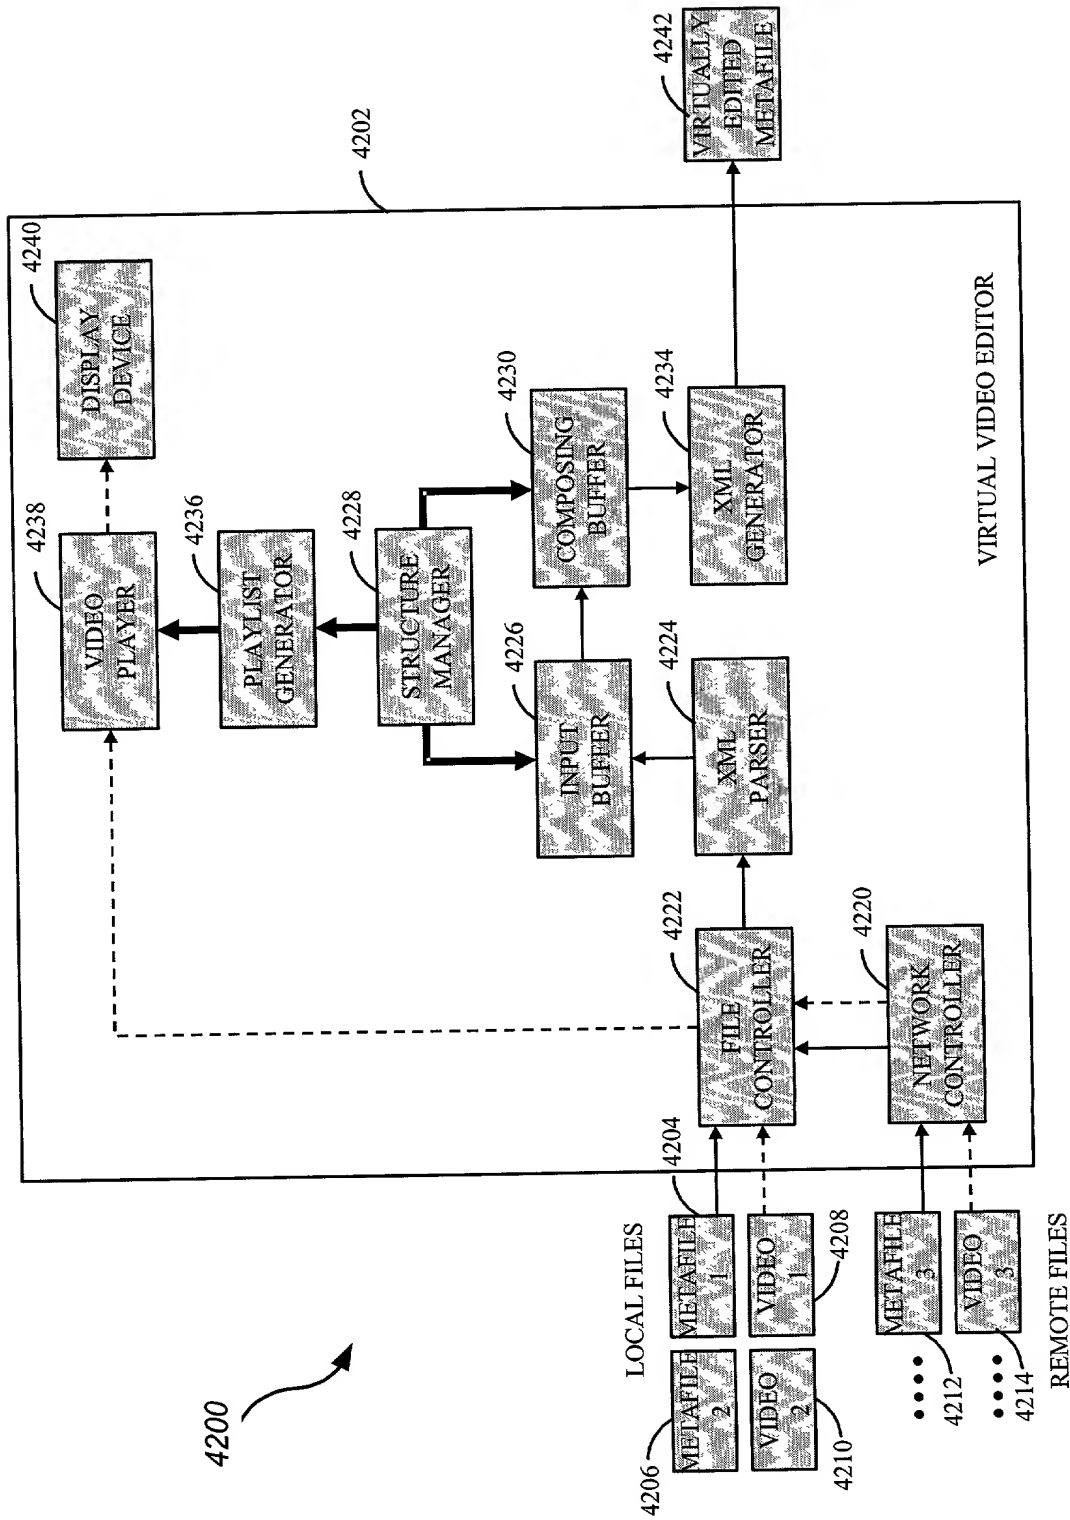 4200
LOCAL FILES
METAFILE
2
4206
METAFILE
1
4204
VIDEO
2
4210
VIDEO
1
4208
METAFILE
3
4212
VIDEO
3
4214
REMOTE FILES
4202
VIDEO
PLAYER
4238
DISPLAY
DEVICE
4240
PLAYLIST
GENERATOR
4236
STRUCTURE
MANAGER
4228
INPUT
BUFFER
4226
COMPOSING
BUFFER
4230
FILE
CONTROLLER
4222
XML
PARSER
4224
XML
GENERATOR
4234
VIRTUALLY
EDITED
METAFILE
4242
NETWORK
CONTROLLER
4220
VIRTUAL VIDEO EDITOR